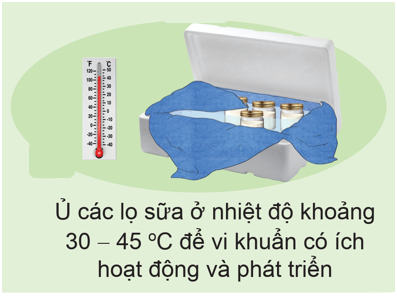 °F °C
Ủ các lọ sữa ở nhiệt độ khoảng
30 – 45 ºC để vi khuẩn có ích
hoạt động và phát triển